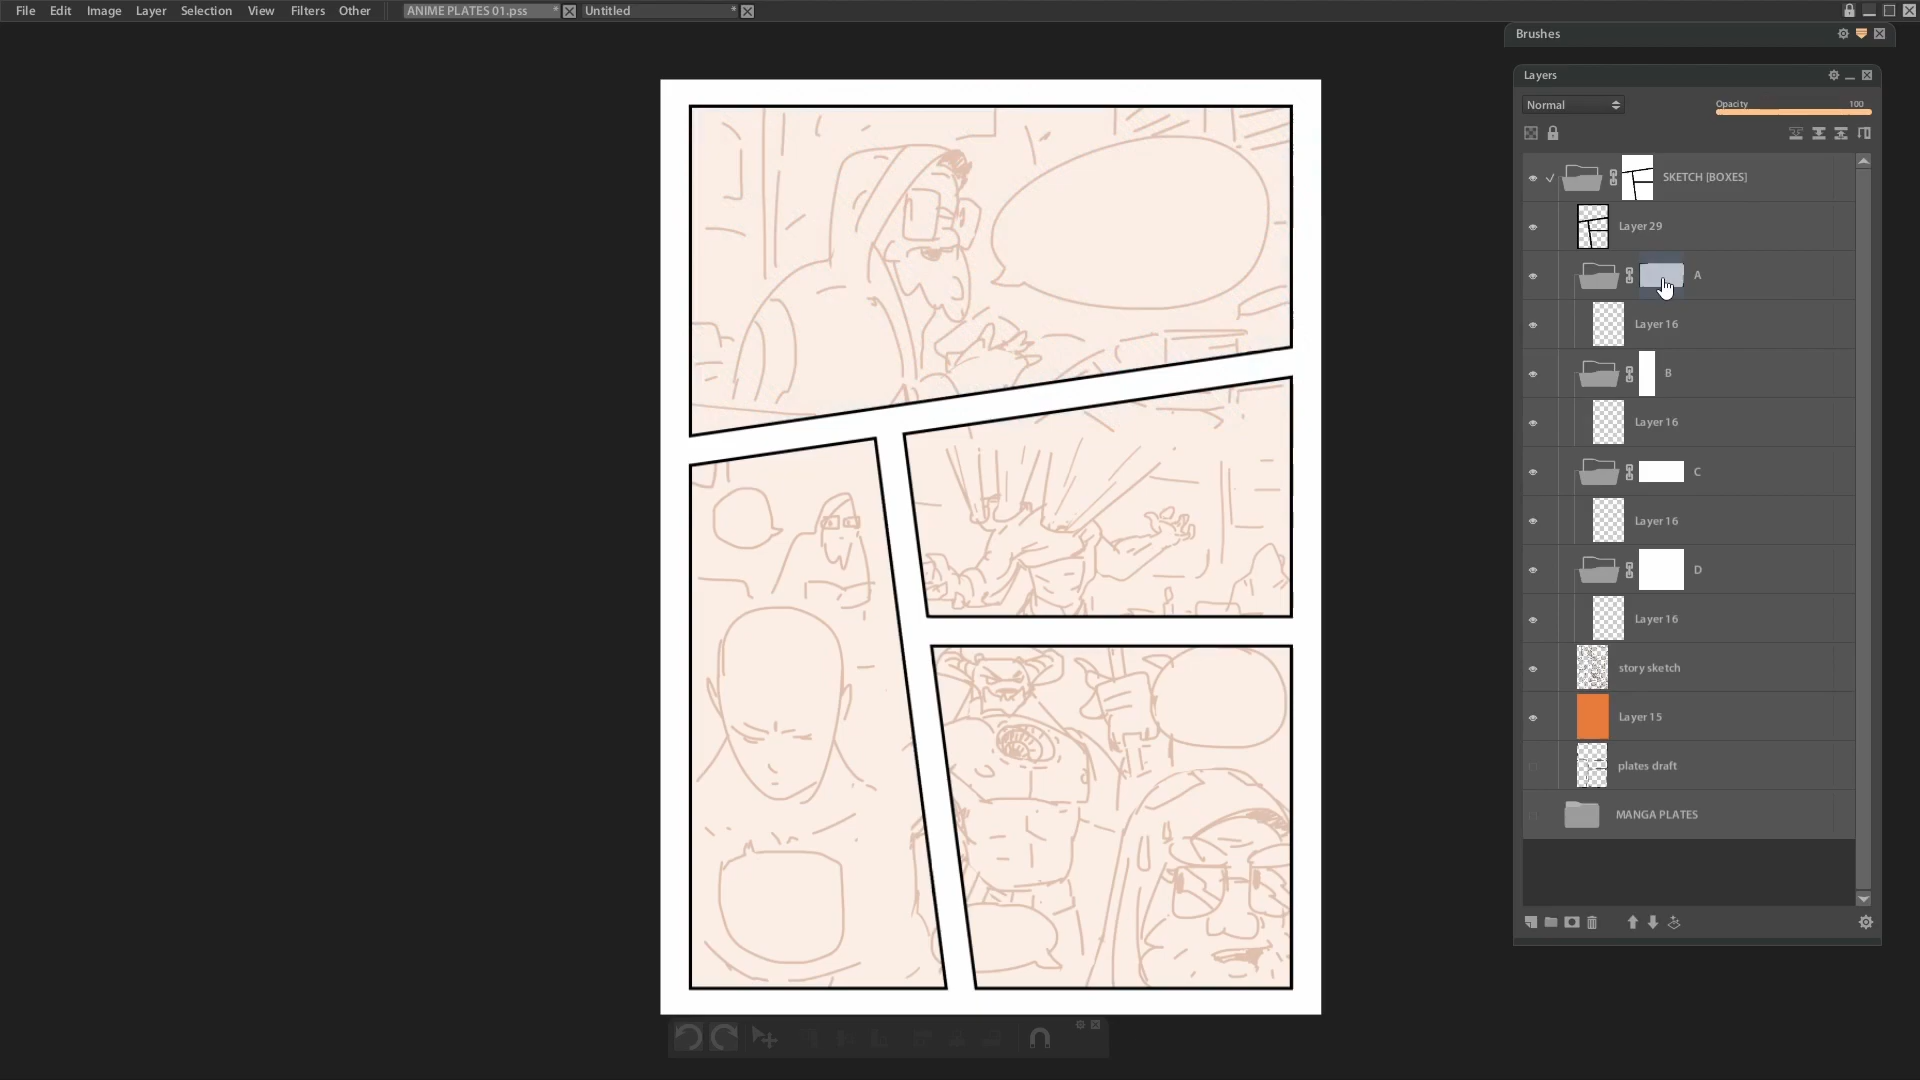 File Edit Image Layer Selection View Filters Other ANIME PLATES 01.pss * Untitled *
Brushes
Layers
Normal Opacity 100
SKETCH [BOXES]
Layer 29
A
Layer 16
B
Layer 16
C
Layer 16
D
Layer 16
story sketch
Layer 15
plates draft
MANGA PLATES